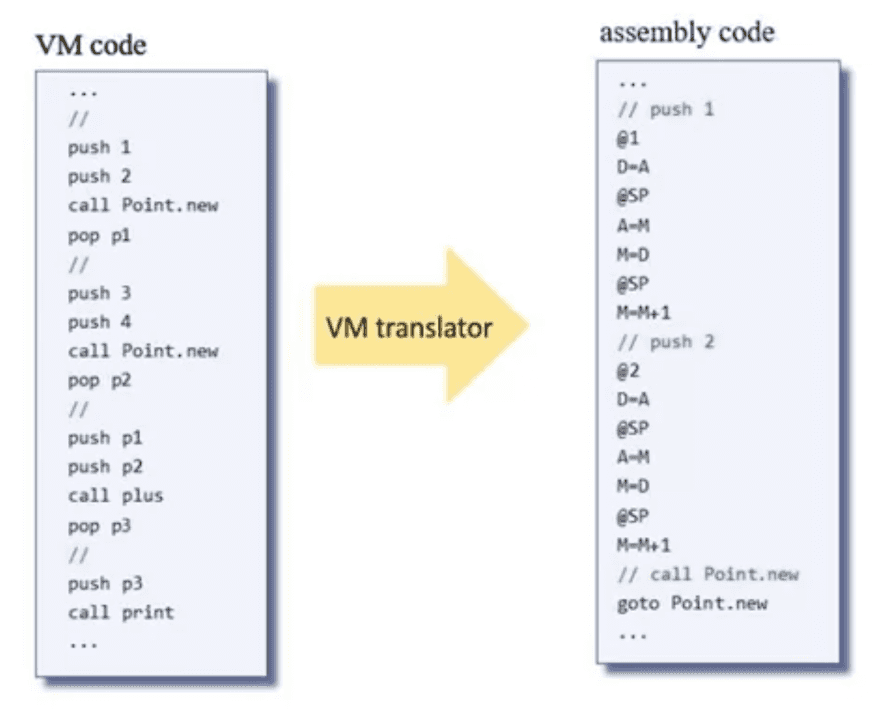 VM code
...
//
push 1
push 2
call Point.new
pop p1
//
push 3
push 4
call Point.new
pop p2
//
push p1
push p2
call plus
pop p3
//
push p3
call print
...
VM translator
assembly code
...
// push 1
@1
D=A
@SP
A=M
M=D
@SP
M=M+1
// push 2
@2
D=A
@SP
A=M
M=D
@SP
M=M+1
// call Point.new
goto Point.new
...